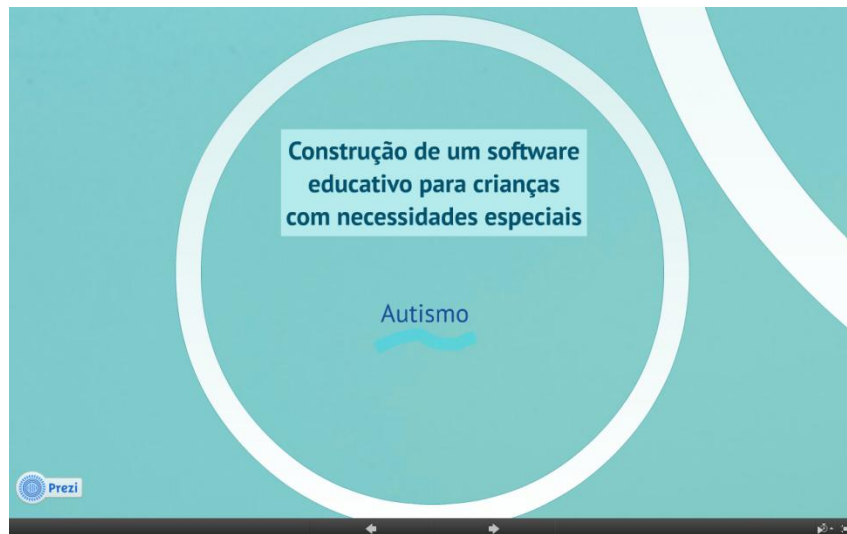 Construção de um software
educativo para crianças
com necessidades especiais
Autismo
Prezi